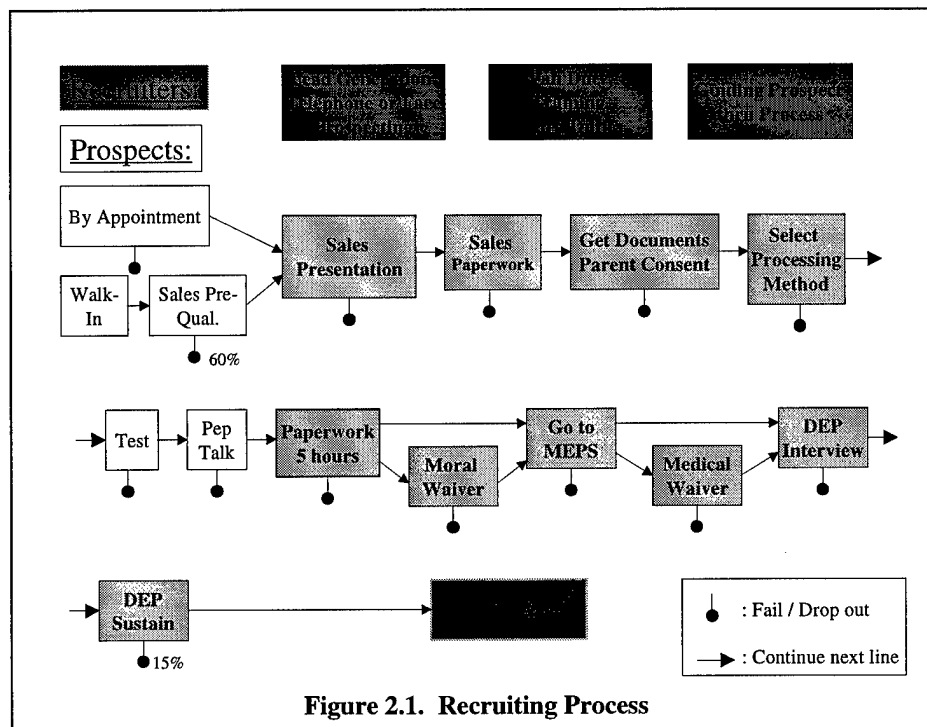 Recruiters:
Prospects:
By Appointment
Sales
Presentation
Sales
Paperwork
Get Documents
Parent Consent
Select
Processing
Method
Walk-
In
Sales Pre-
Qual.
60%
Test
Pep
Talk
Paperwork
5 hours
Moral
Waiver
Go to
MEPS
Medical
Waiver
DEP
Interview
DEP
Sustain
15%
: Fail / Drop out
: Continue next line
Figure 2.1. Recruiting Process